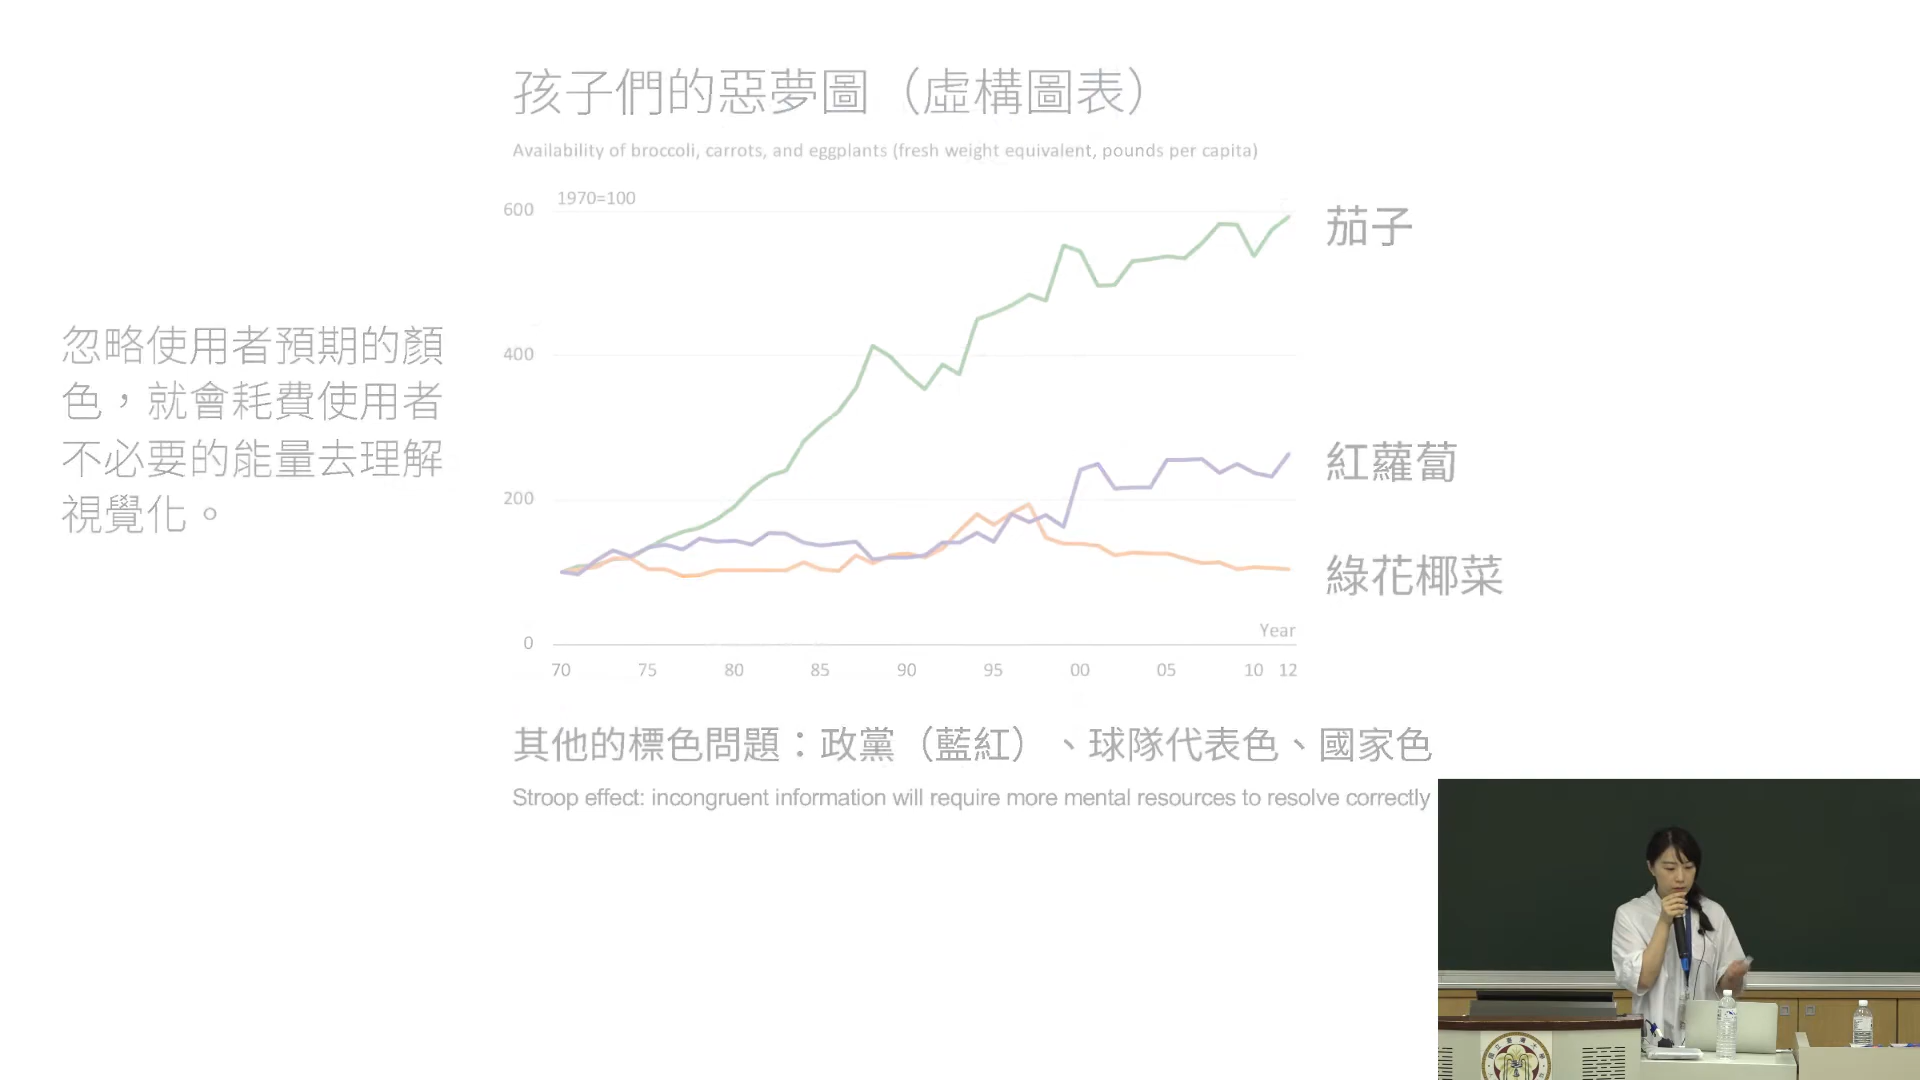 孩子們的惡夢圖（虛構圖表）
Availability of broccoli, carrots, and eggplants (fresh weight equivalent, pounds per capita)
1970=100
600
400
200
0
Year
70 75 80 85 90 95 00 05 10 12
茄子
紅蘿蔔
綠花椰菜
忽略使用者預期的顏
色，就會耗費使用者
不必要的能量去理解
視覺化。
其他的標色問題：政黨（藍紅）、球隊代表色、國家色
Stroop effect: incongruent information will require more mental resources to resolve correctly